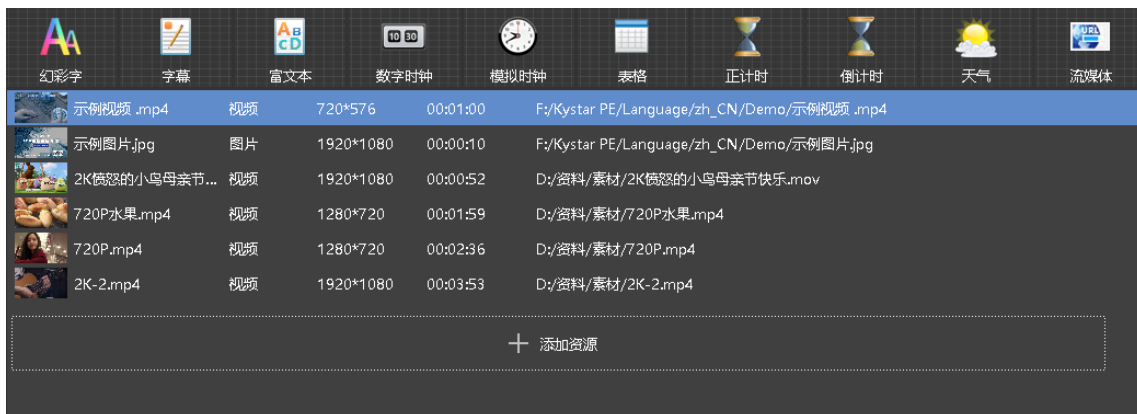 10 30
URL
幻彩字 字幕 富文本 数字时钟 模拟时钟 表格 正计时 倒计时 天气 流媒体
示例视频 .mp4 视频 720*576 00:01:00 F:/Kystar PE/Language/zh_CN/Demo/示例视频 .mp4
示例图片.jpg 图片 1920*1080 00:00:10 F:/Kystar PE/Language/zh_CN/Demo/示例图片.jpg
2K愤怒的小鸟母亲节... 视频 1920*1080 00:00:52 D:/资料/素材/2K愤怒的小鸟母亲节快乐.mov
720P水果.mp4 视频 1280*720 00:01:59 D:/资料/素材/720P水果.mp4
720P.mp4 视频 1280*720 00:02:36 D:/资料/素材/720P.mp4
2K-2.mp4 视频 1920*1080 00:03:53 D:/资料/素材/2K-2.mp4
添加资源